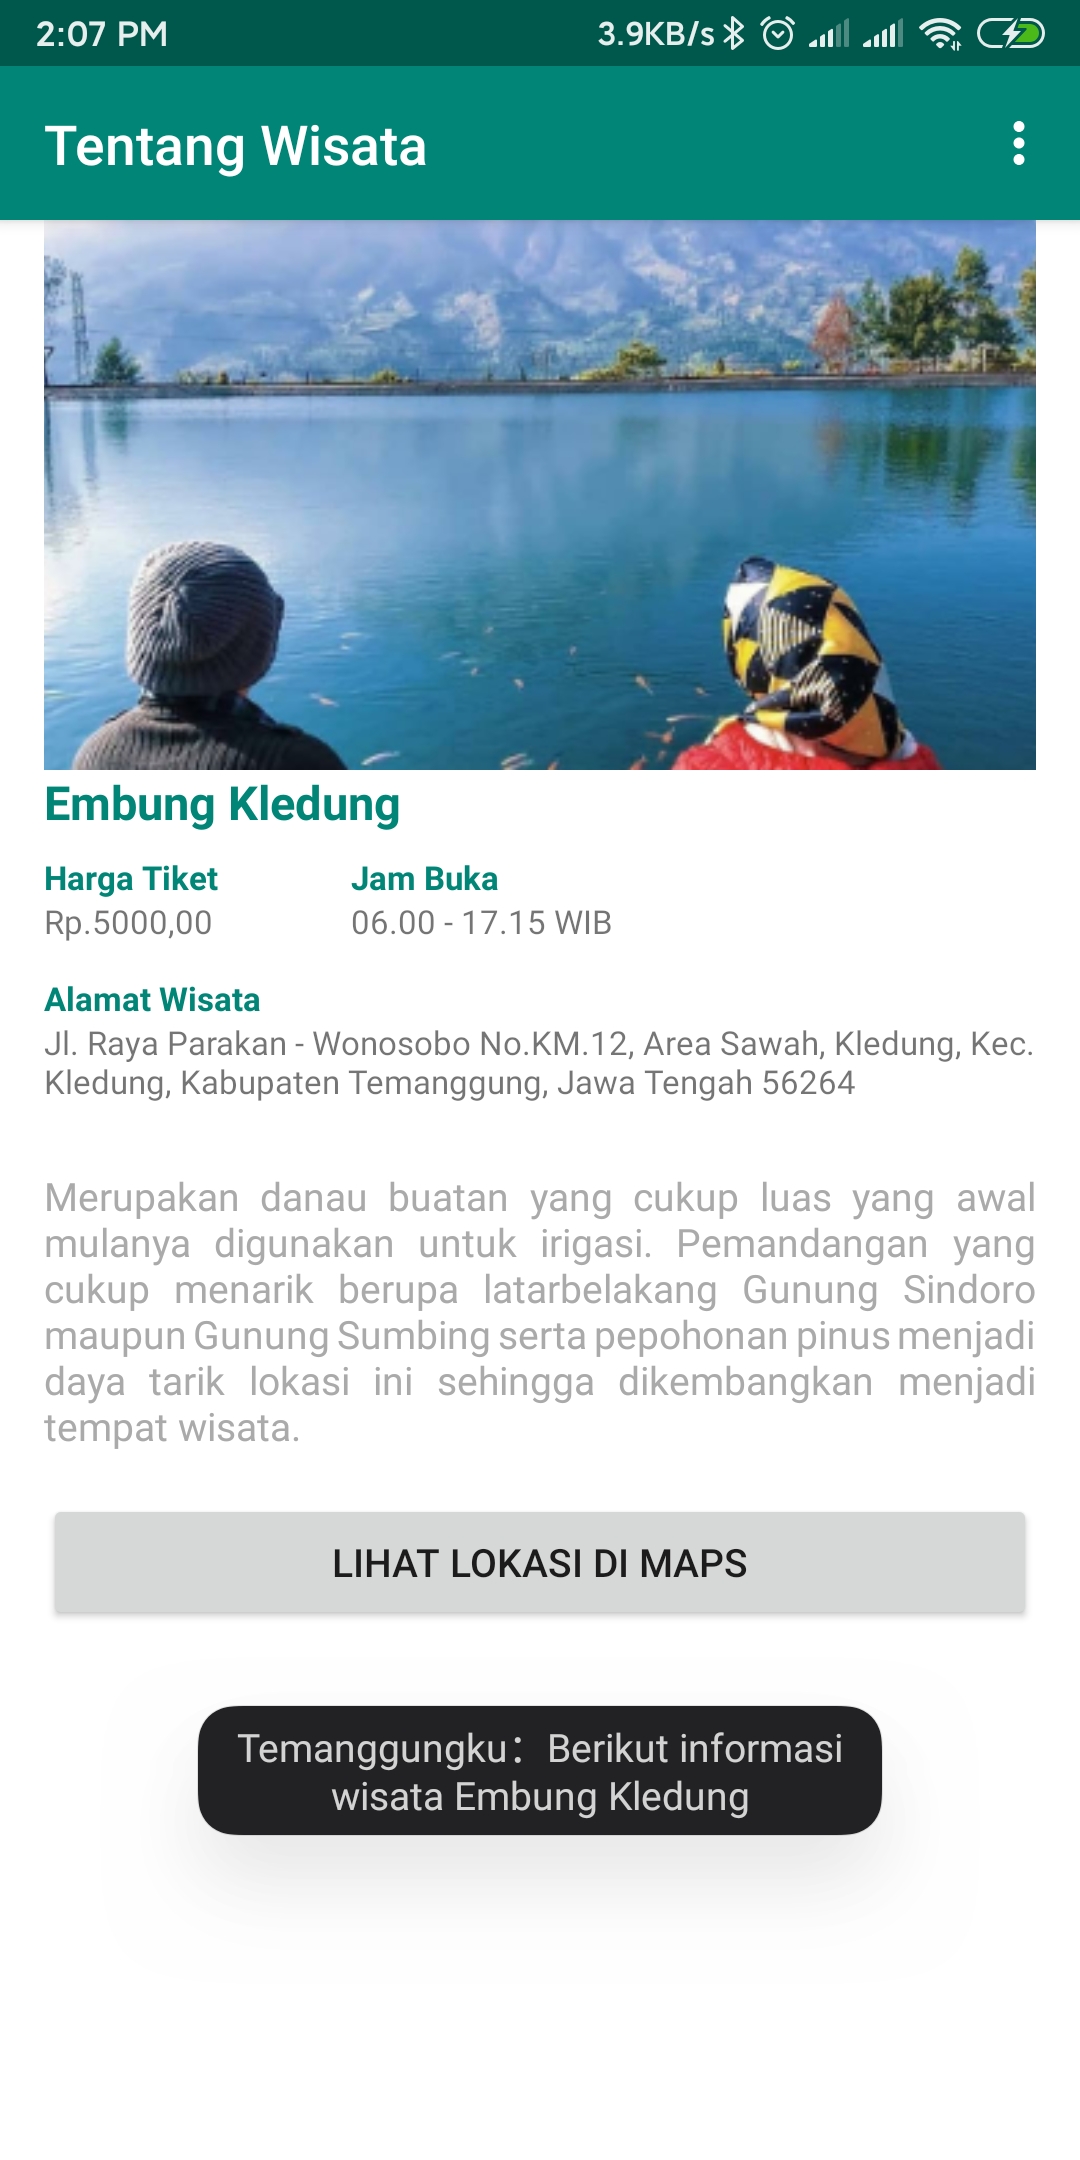 2:07 PM 3.9KB/s
Tentang Wisata
Embung Kledung
Harga Tiket Jam Buka
Rp.5000,00 06.00 - 17.15 WIB
Alamat Wisata
Jl. Raya Parakan - Wonosobo No.KM.12, Area Sawah, Kledung, Kec.
Kledung, Kabupaten Temanggung, Jawa Tengah 56264
Merupakan danau buatan yang cukup luas yang awal
mulanya digunakan untuk irigasi. Pemandangan yang
cukup menarik berupa latarbelakang Gunung Sindoro
maupun Gunung Sumbing serta pepohonan pinus menjadi
daya tarik lokasi ini sehingga dikembangkan menjadi
tempat wisata.
LIHAT LOKASI DI MAPS
Temanggungku：Berikut informasi
wisata Embung Kledung